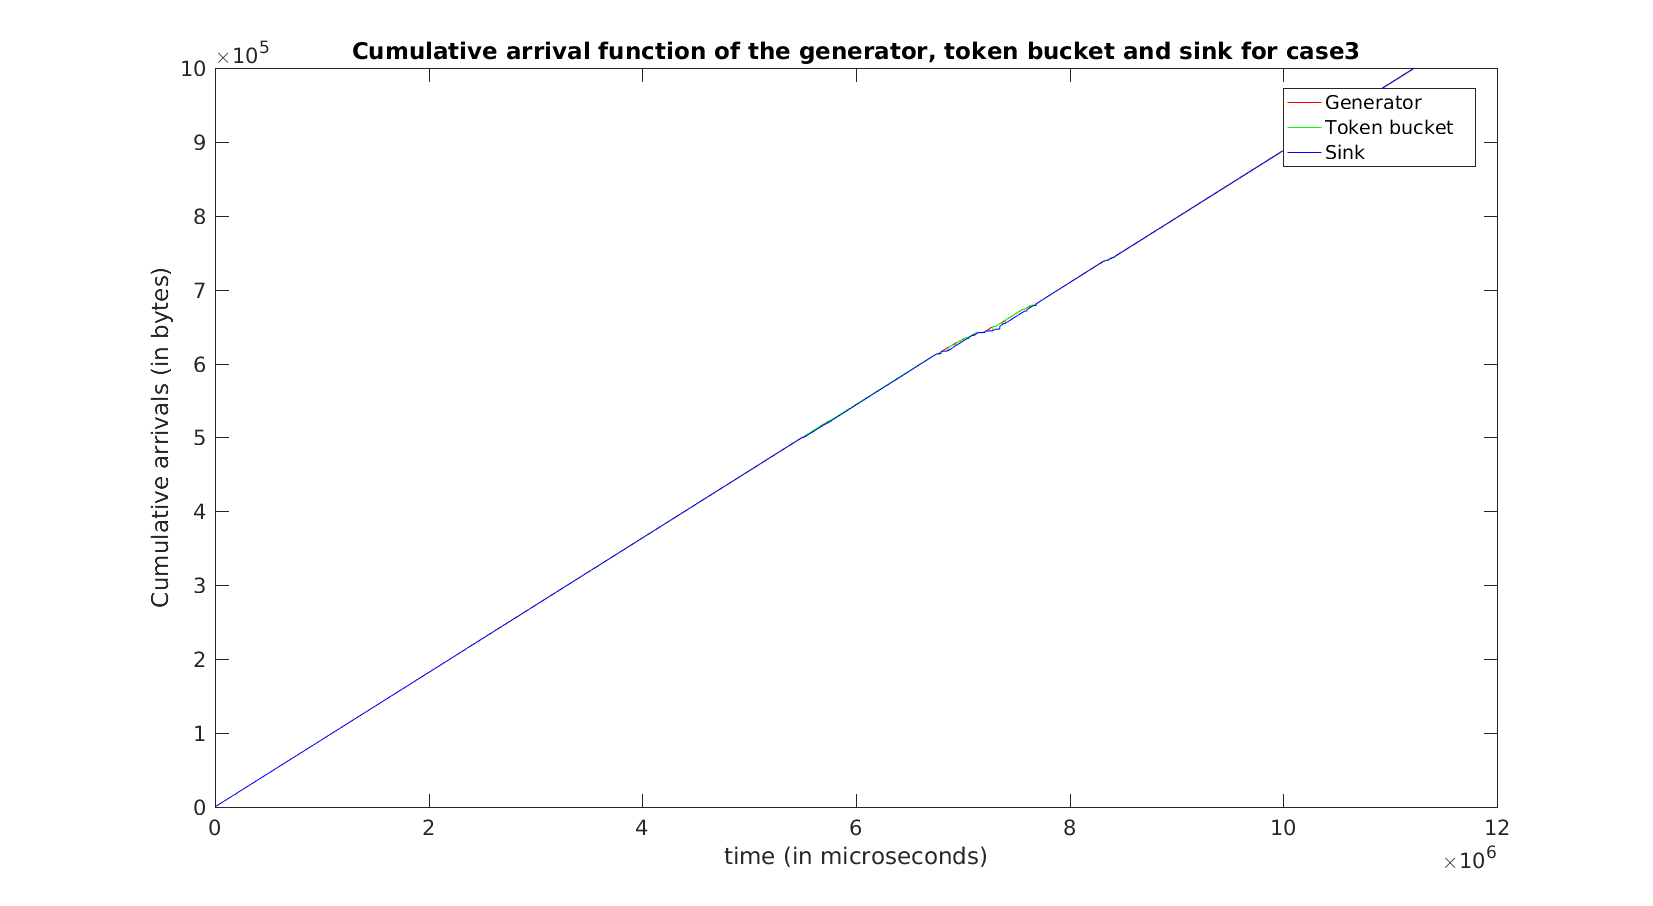 Cumulative arrival function of the generator, token bucket and sink for case3
×10^5
10
9
8
7
6
5
4
3
2
1
0
Cumulative arrivals (in bytes)
Generator
Token bucket
Sink
0 2 4 6 8 10 12
time (in microseconds)
×10^6